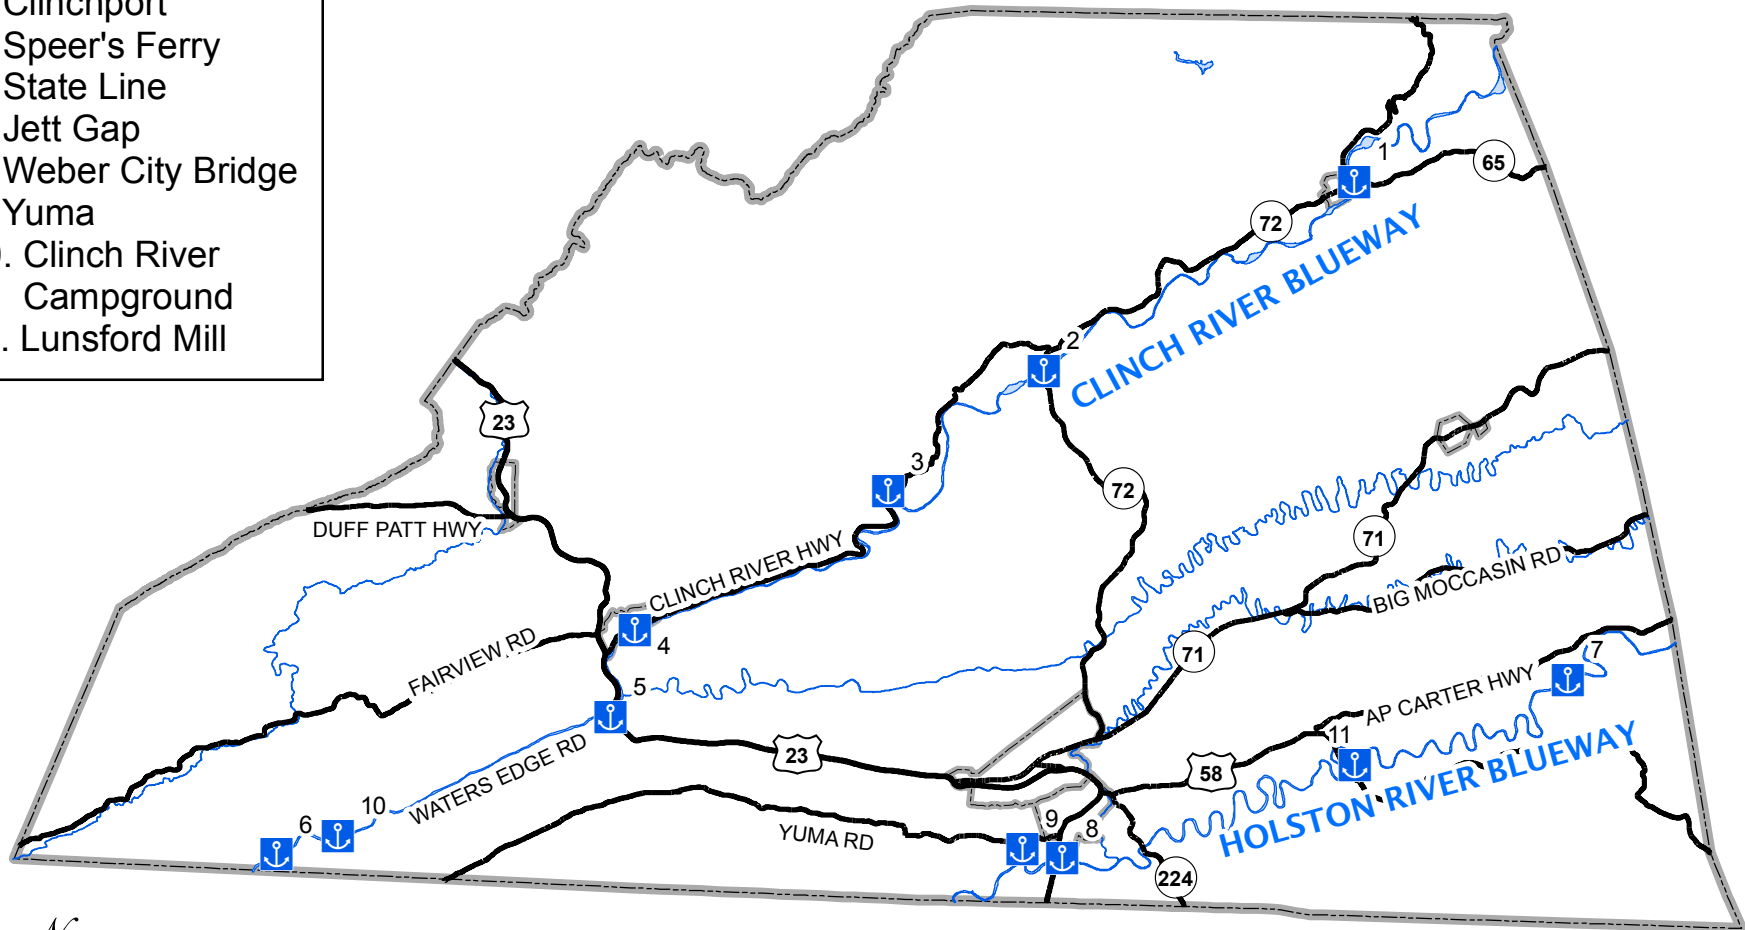 Clinchport
Speer's Ferry
State Line
Jett Gap
Weber City Bridge
Yuma
. Clinch River
Campground
. Lunsford Mill
1
65
72
CLINCH RIVER BLUEWAY
2
23
3
72
DUFF PATT HWY
CLINCH RIVER HWY
71
BIG MOCCASIN RD
FAIRVIEW RD
4
71
7
5
AP CARTER HWY
11
23
58
HOLSTON RIVER BLUEWAY
WATERS EDGE RD
10
6
YUMA RD
9
8
224
N